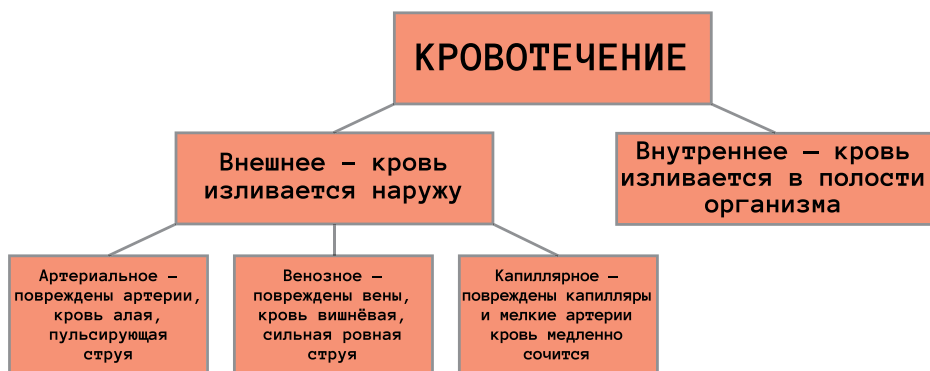 КРОВОТЕЧЕНИЕ
Внешнее – кровь
изливается наружу
Внутреннее – кровь
изливается в полости
организма
Артериальное –
повреждены артерии,
кровь алая,
пульсирующая
струя
Венозное –
повреждены вены,
кровь вишнёвая,
сильная ровная
струя
Капиллярное –
повреждены капилляры
и мелкие артерии
кровь медленно
сочится